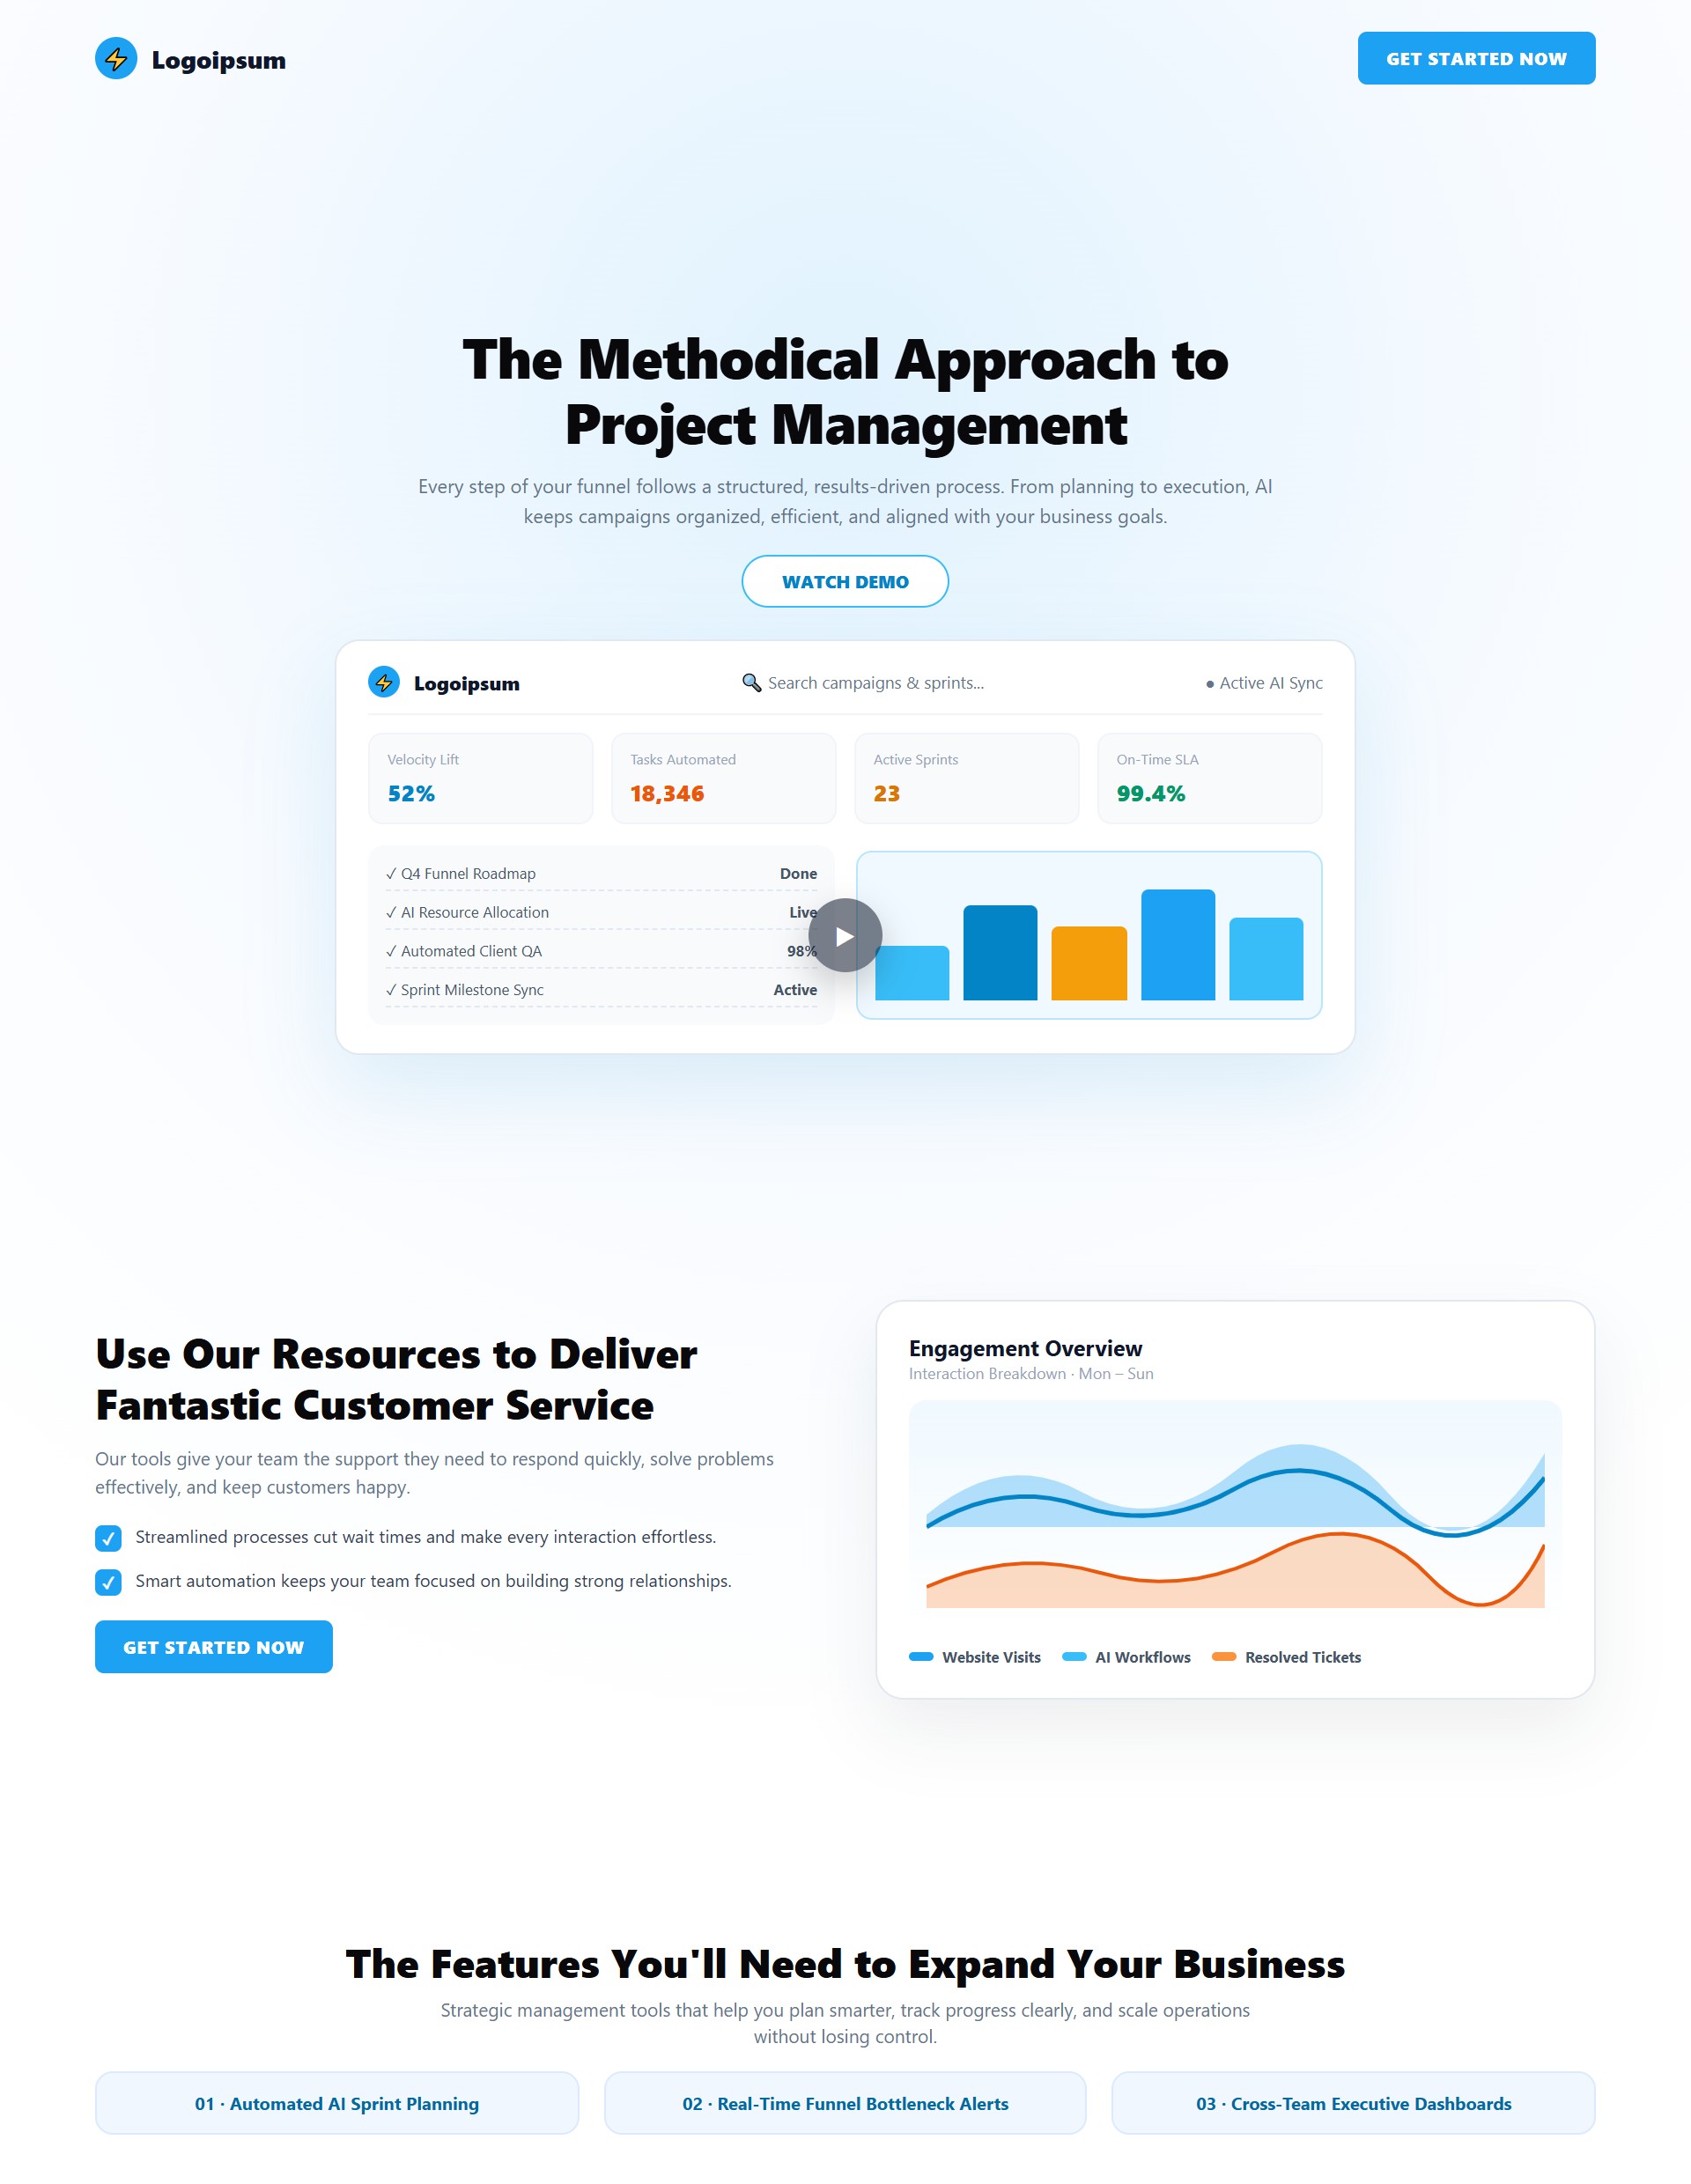 Logoipsum
GET STARTED NOW
The Methodical Approach to
Project Management
Every step of your funnel follows a structured, results-driven process. From planning to execution, AI
keeps campaigns organized, efficient, and aligned with your business goals.
WATCH DEMO
Logoipsum
🔍 Search campaigns & sprints...
● Active AI Sync
Velocity Lift
52%
Tasks Automated
18,346
Active Sprints
23
On-Time SLA
99.4%
✓ Q4 Funnel Roadmap Done
✓ AI Resource Allocation Live
✓ Automated Client QA 98%
✓ Sprint Milestone Sync Active
Use Our Resources to Deliver
Fantastic Customer Service
Our tools give your team the support they need to respond quickly, solve problems
effectively, and keep customers happy.
✓ Streamlined processes cut wait times and make every interaction effortless.
✓ Smart automation keeps your team focused on building strong relationships.
GET STARTED NOW
Engagement Overview
Interaction Breakdown · Mon – Sun
Website Visits
AI Workflows
Resolved Tickets
The Features You'll Need to Expand Your Business
Strategic management tools that help you plan smarter, track progress clearly, and scale operations
without losing control.
01 · Automated AI Sprint Planning
02 · Real-Time Funnel Bottleneck Alerts
03 · Cross-Team Executive Dashboards